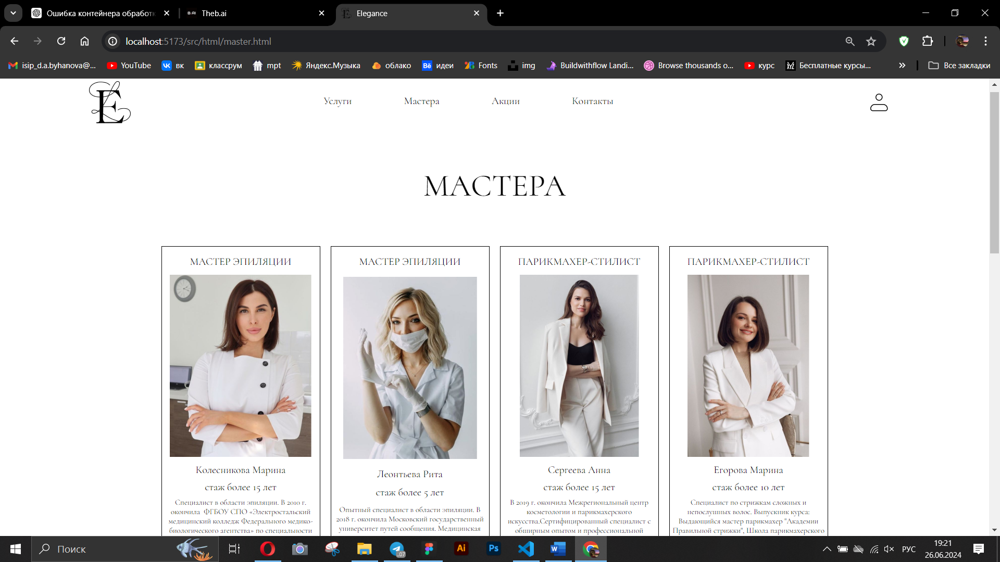 Ошибка контейнера обработк
B AI
Theb.ai
Elegance
localhost:5173/src/html/master.html
isip_d.a.byhanova@...
YouTube
вк
классрум
mpt
Яндекс.Музыка
облако
Bē
идеи
Fonts
img
Buildwithflow Landi...
Browse thousands o...
курс
Бесплатные курсы...
Все закладки
E
Услуги
Мастера
Акции
Контакты
МАСТЕРА
МАСТЕР ЭПИЛЯЦИИ
Колесникова Марина
стаж более 15 лет
Специалист в области эпиляции. В 2010 г.
окончила ФГБОУ СПО «Электростальский
медицинский колледж Федерального медико-
биологического агентства» по специальности
МАСТЕР ЭПИЛЯЦИИ
Леонтьева Рита
стаж более 5 лет
Опытный специалист в области эпиляции. В
2018 г. окончила Московский государственный
университет путей сообщения. Медицинская
ПАРИКМАХЕР-СТИЛИСТ
Сергеева Анна
стаж более 15 лет
В 2019 г. окончила Межрегиональный центр
косметологии и парикмахерского
искусства.Сертифицированный специалист с
обширным опытом и профессиональной
ПАРИКМАХЕР-СТИЛИСТ
Егорова Марина
стаж более 10 лет
Специалист по стрижкам сложных и
непослушных волос. Выпускник курса:
Выдающийся мастер парикмахер "Академии
Правильной стрижки", Школа парикмахерского
Поиск
..07
Ai
Ps
РУС
19:21
26.06.2024